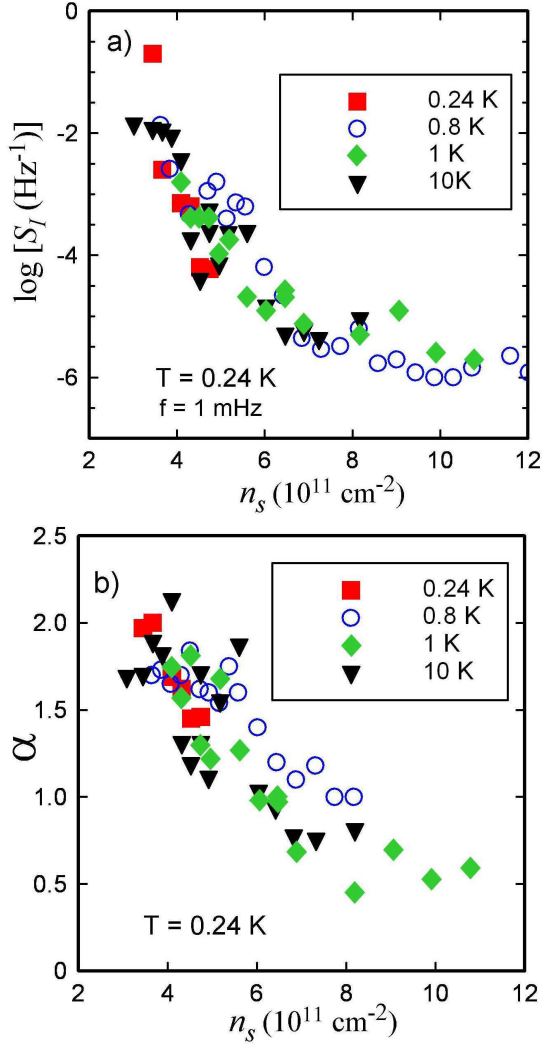 a)
log [S_I (Hz⁻¹)]
0
-2
-4
-6
0.24 K
0.8 K
1 K
10K
T = 0.24 K
f = 1 mHz
2 4 6 8 10 12
n_s (10¹¹ cm⁻²)
b)
α
2.5
2.0
1.5
1.0
0.5
0
0.24 K
0.8 K
1 K
10 K
T = 0.24 K
2 4 6 8 10 12
n_s (10¹¹ cm⁻²)